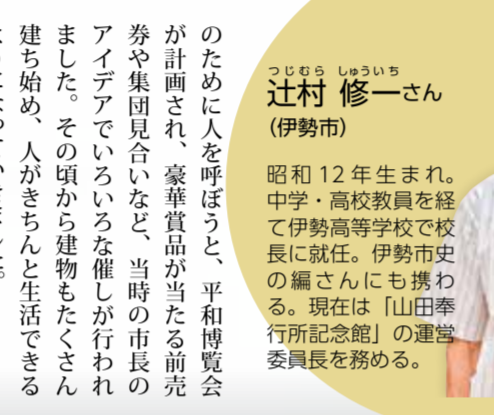 つじむら しゅういち
辻村 修一さん
(伊勢市)
昭和12年生まれ。
中学・高校教員を経
て伊勢高等学校で校
長に就任。伊勢市史
の編さんにも携わ
る。現在は「山田奉
行所記念館」の運営
委員長を務める。
のために人を呼ぼうと、平和博覧会
が計画され、豪華賞品が当たる前売
券や集団見合いなど、当時の市長の
アイデアでいろいろな催しが行われ
ました。その頃から建物もたくさん
建ち始め、人がきちんと生活できる